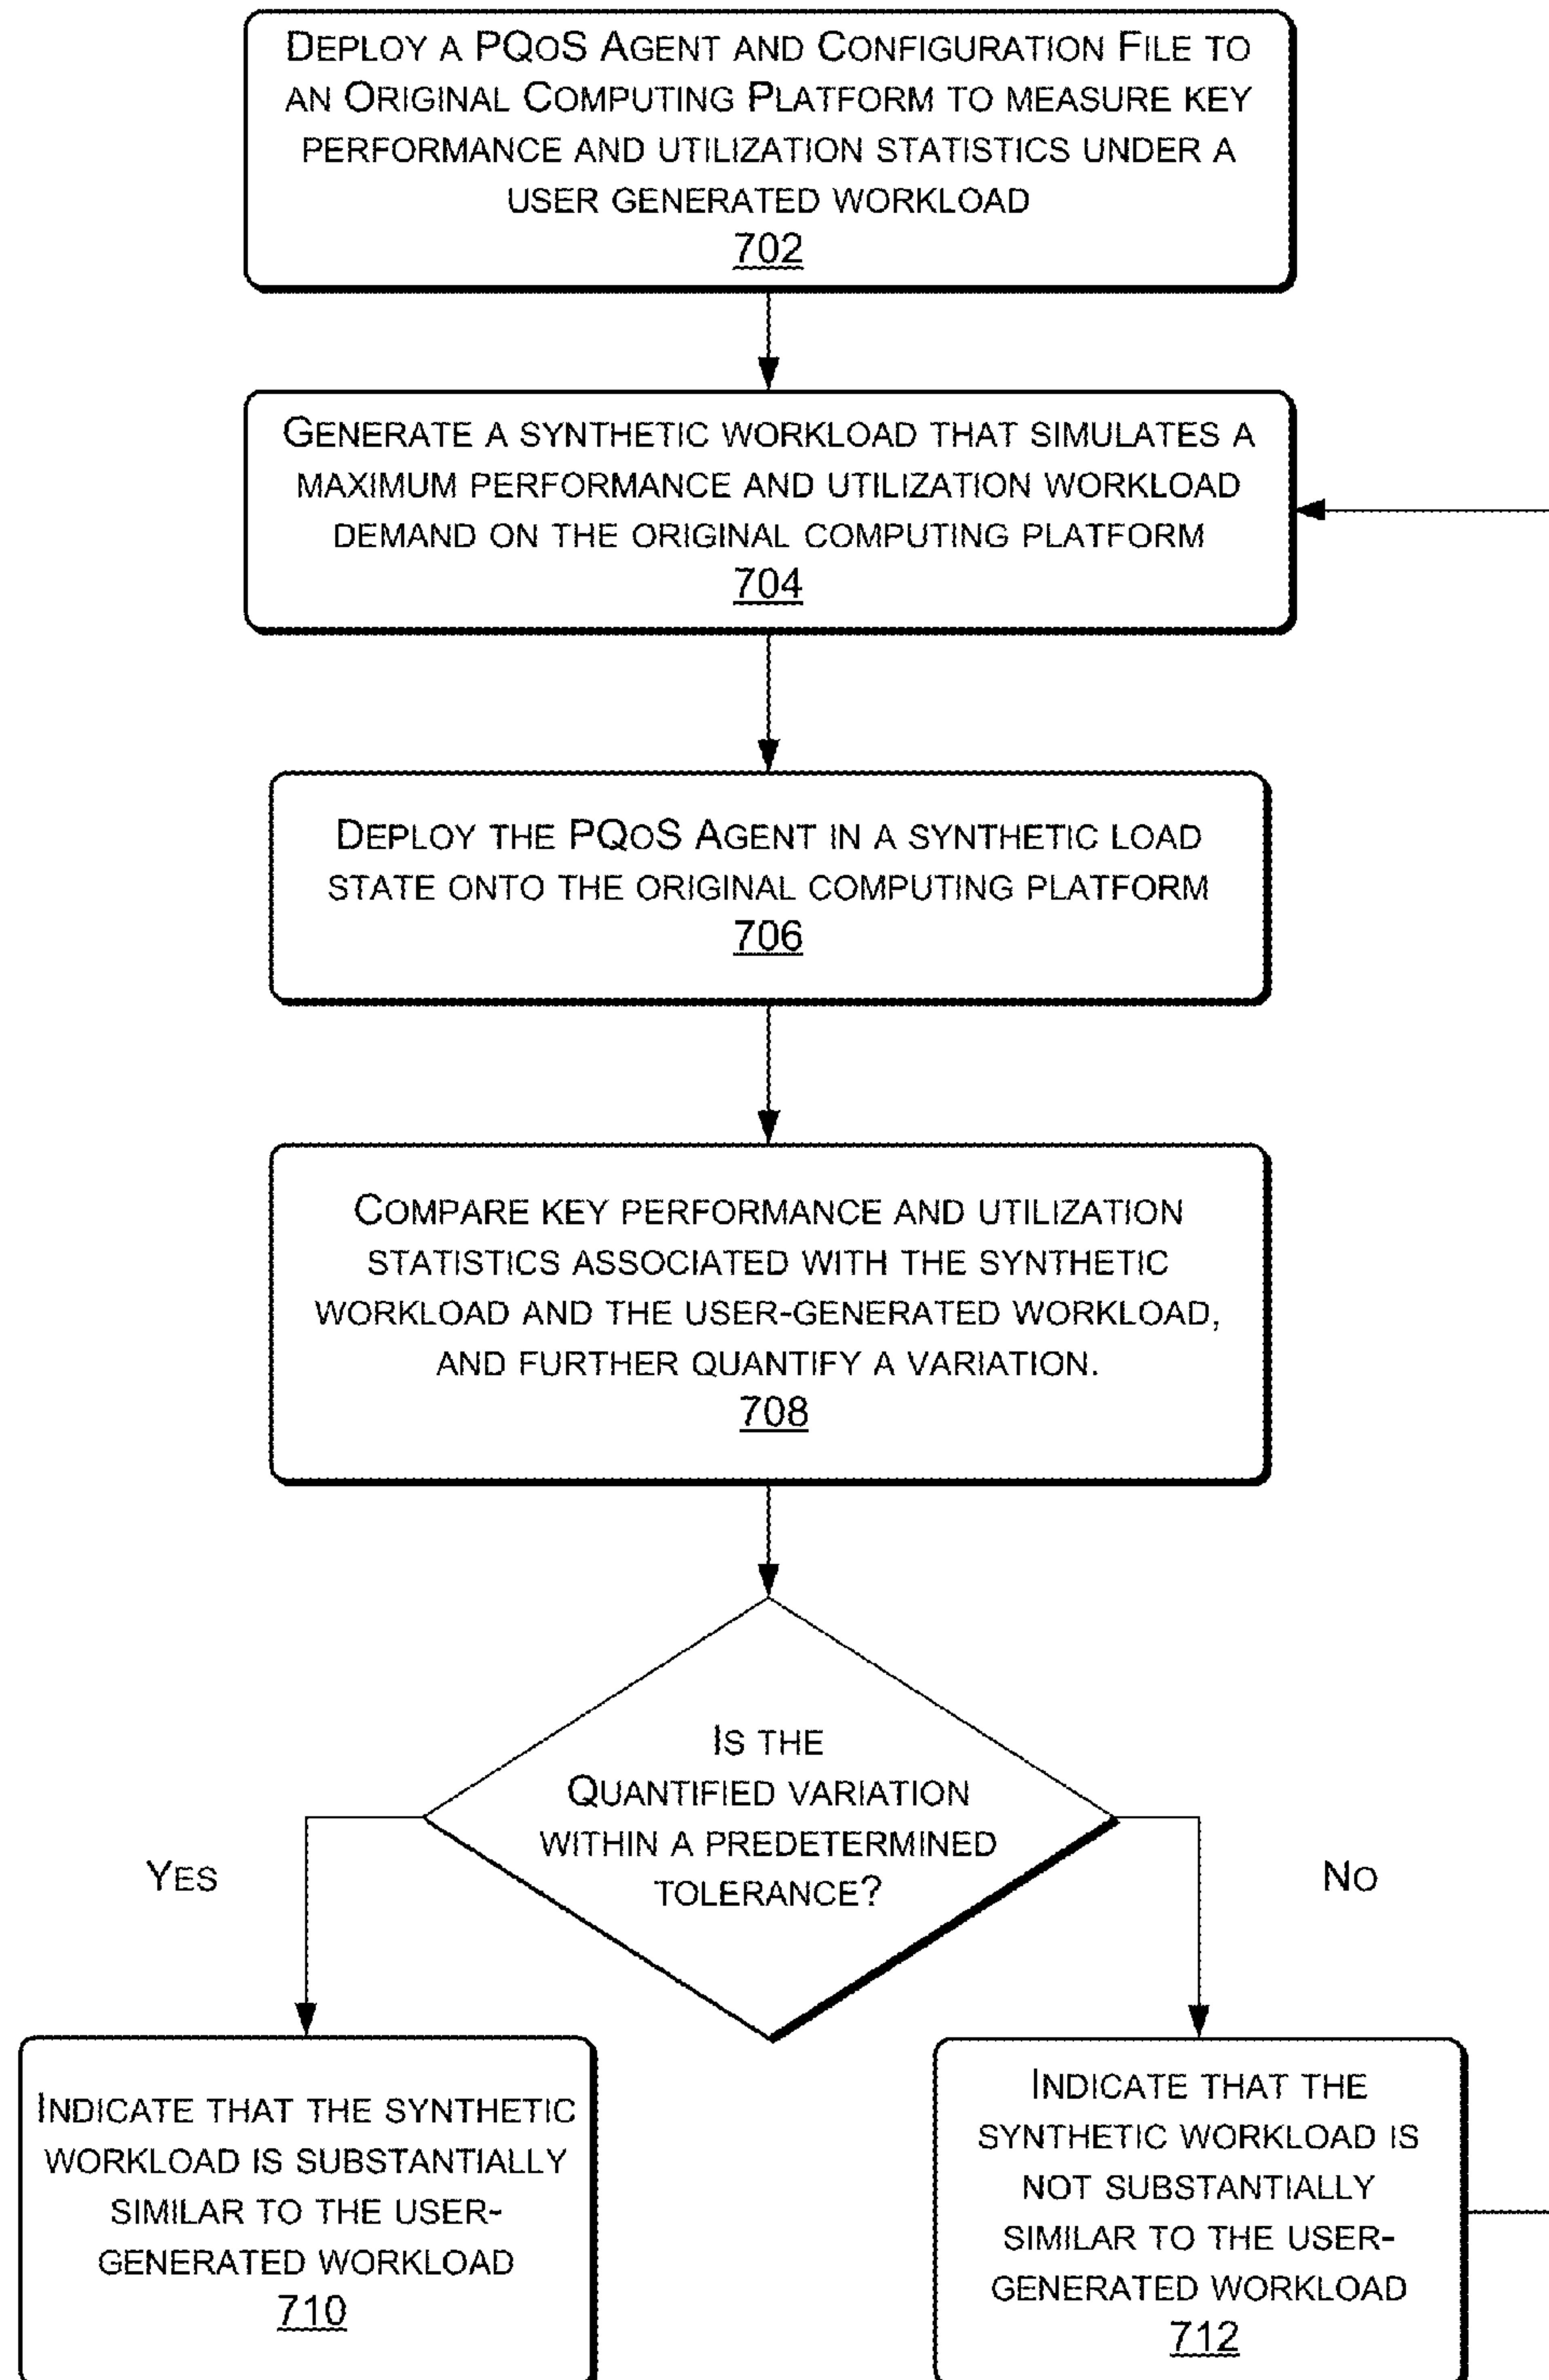 DEPLOY A PQOS AGENT AND CONFIGURATION FILE TO
AN ORIGINAL COMPUTING PLATFORM TO MEASURE KEY
PERFORMANCE AND UTILIZATION STATISTICS UNDER A
USER GENERATED WORKLOAD
702
GENERATE A SYNTHETIC WORKLOAD THAT SIMULATES A
MAXIMUM PERFORMANCE AND UTILIZATION WORKLOAD
DEMAND ON THE ORIGINAL COMPUTING PLATFORM
704
DEPLOY THE PQOS AGENT IN A SYNTHETIC LOAD
STATE ONTO THE ORIGINAL COMPUTING PLATFORM
706
COMPARE KEY PERFORMANCE AND UTILIZATION
STATISTICS ASSOCIATED WITH THE SYNTHETIC
WORKLOAD AND THE USER-GENERATED WORKLOAD,
AND FURTHER QUANTIFY A VARIATION.
708
IS THE
QUANTIFIED VARIATION
WITHIN A PREDETERMINED
TOLERANCE?
YES
NO
INDICATE THAT THE SYNTHETIC
WORKLOAD IS SUBSTANTIALLY
SIMILAR TO THE USER-
GENERATED WORKLOAD
710
INDICATE THAT THE
SYNTHETIC WORKLOAD IS
NOT SUBSTANTIALLY
SIMILAR TO THE USER-
GENERATED WORKLOAD
712